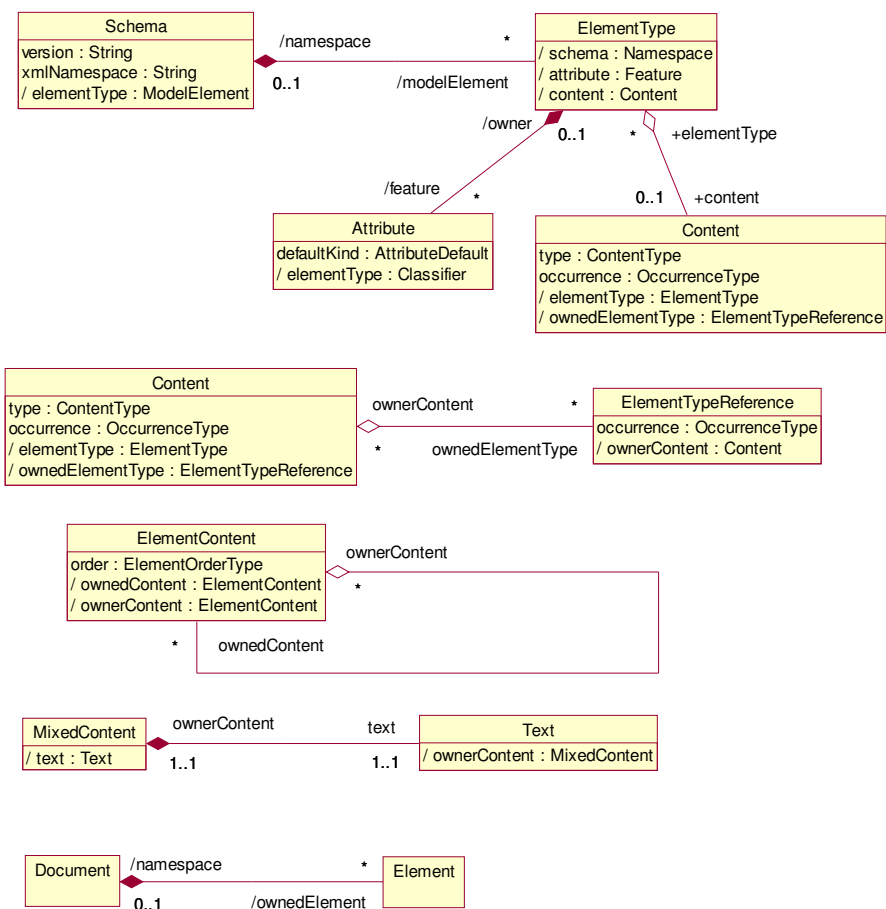 Schema
version : String
xmlNamespace : String
/ elementType : ModelElement
/namespace
*
0..1
/modelElement
ElementType
/ schema : Namespace
/ attribute : Feature
/ content : Content
/owner
0..1
*
+elementType
/feature
*
0..1
+content
Attribute
defaultKind : AttributeDefault
/ elementType : Classifier
Content
type : ContentType
occurrence : OccurrenceType
/ elementType : ElementType
/ ownedElementType : ElementTypeReference
Content
type : ContentType
occurrence : OccurrenceType
/ elementType : ElementType
/ ownedElementType : ElementTypeReference
ownerContent
*
*
ownedElementType
ElementTypeReference
occurrence : OccurrenceType
/ ownerContent : Content
ElementContent
order : ElementOrderType
/ ownedContent : ElementContent
/ ownerContent : ElementContent
ownerContent
*
*
ownedContent
MixedContent
/ text : Text
ownerContent
text
1..1
1..1
Text
/ ownerContent : MixedContent
Document
/namespace
*
0..1
/ownedElement
Element